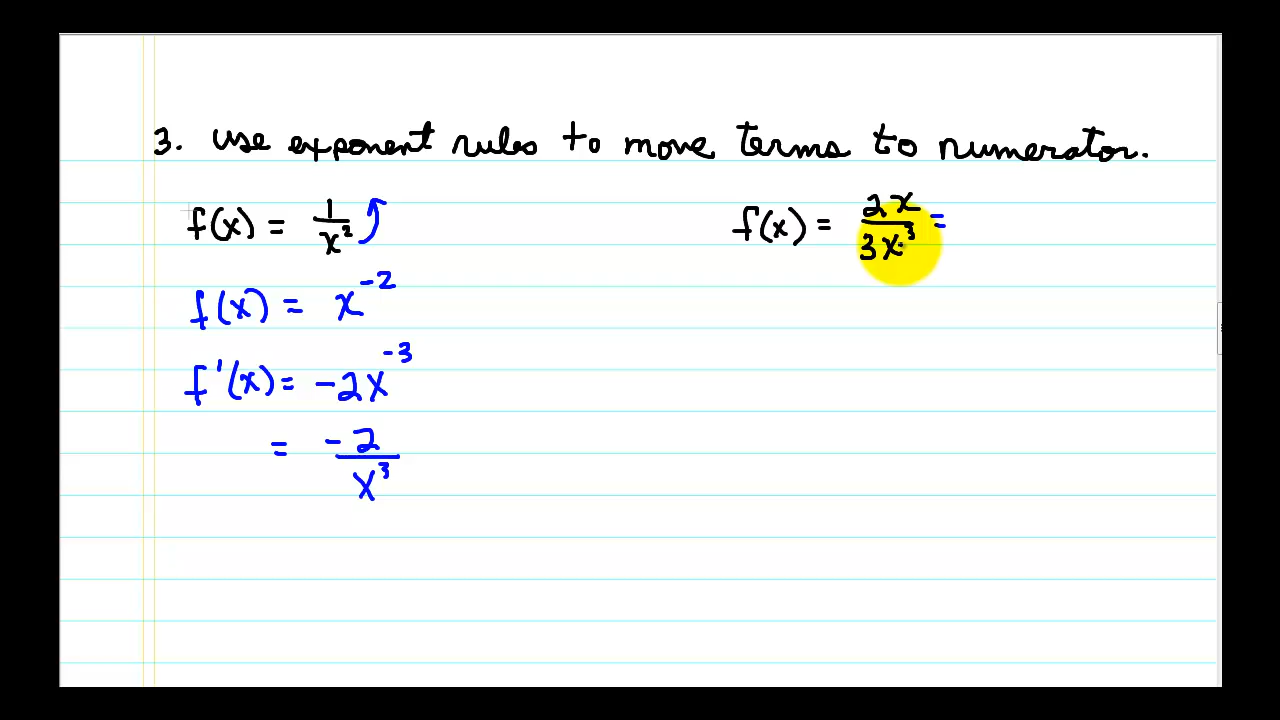 3. Use exponent rules to move terms to numerator.
f(x) = 1/x²
f(x) = x⁻²
f'(x) = -2x⁻³
= -2/x³
f(x) = 2x/3x³ =